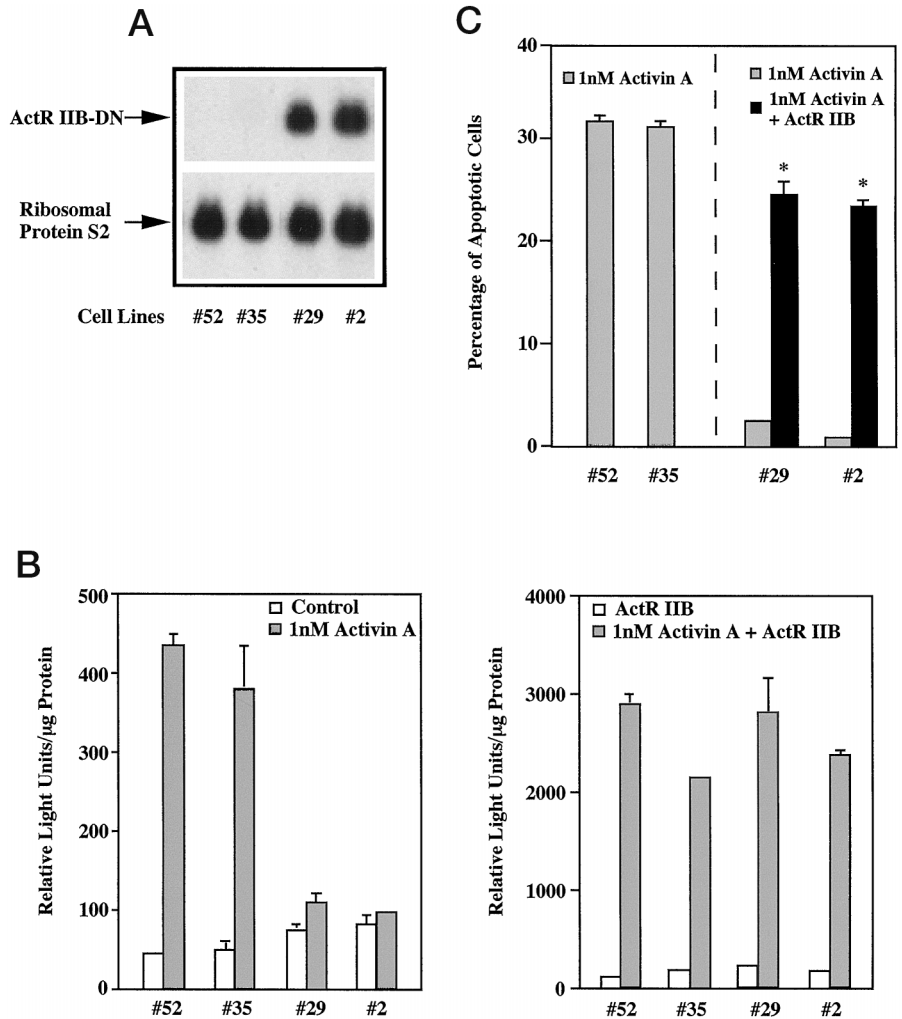 A
ActR IIB-DN
Ribosomal
Protein S2
Cell Lines #52 #35 #29 #2
C
Percentage of Apoptotic Cells
40
30
20
10
0
1nM Activin A
1nM Activin A
1nM Activin A
+ ActR IIB
*
*
#52 #35 #29 #2
B
Relative Light Units/μg Protein
500
400
300
200
100
0
Control
1nM Activin A
#52 #35 #29 #2
Relative Light Units/μg Protein
4000
3000
2000
1000
0
ActR IIB
1nM Activin A + ActR IIB
#52 #35 #29 #2